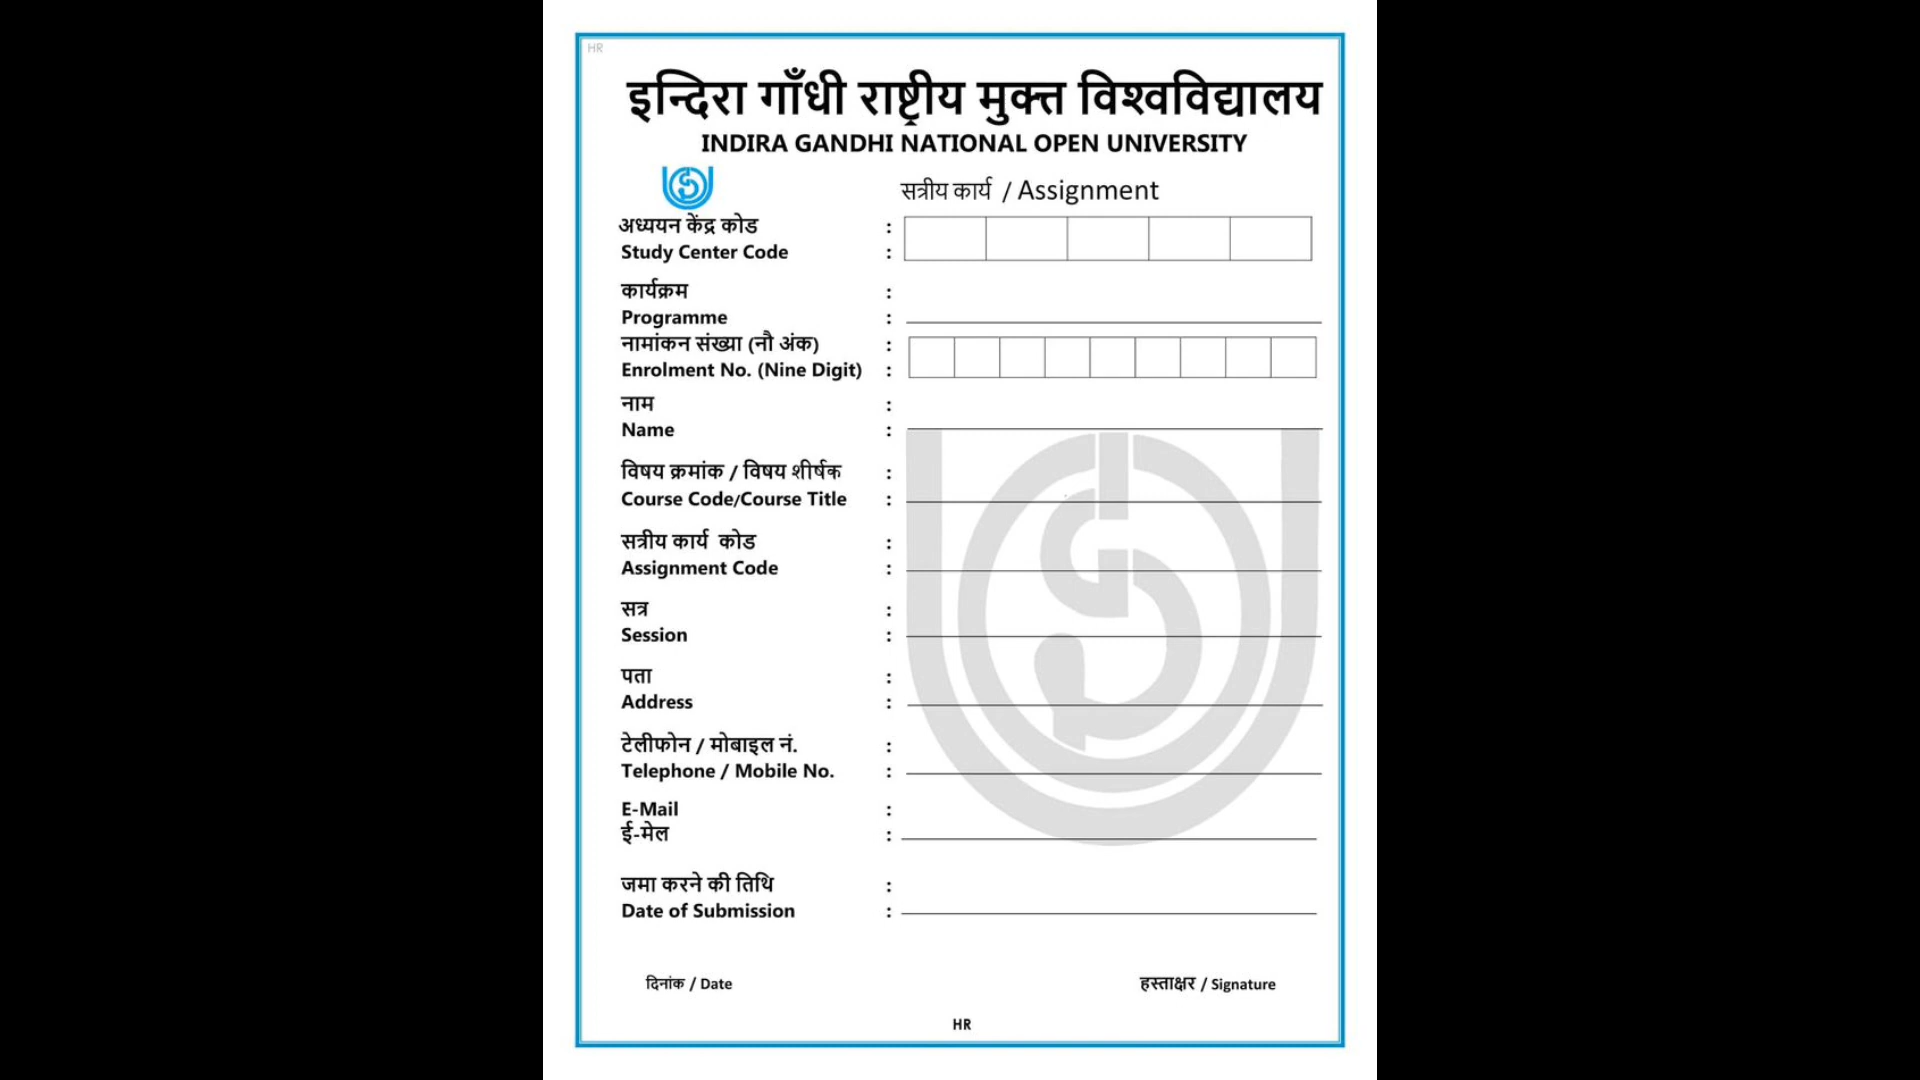 HR
इन्दिरा गाँधी राष्ट्रीय मुक्त विश्वविद्यालय
INDIRA GANDHI NATIONAL OPEN UNIVERSITY
सत्रीय कार्य / Assignment
अध्ययन केंद्र कोड :
Study Center Code :
कार्यक्रम :
Programme :
नामांकन संख्या (नौ अंक) :
Enrolment No. (Nine Digit) :
नाम :
Name :
विषय क्रमांक / विषय शीर्षक :
Course Code/Course Title :
सत्रीय कार्य कोड :
Assignment Code :
सत्र :
Session :
पता :
Address :
टेलीफोन / मोबाइल नं. :
Telephone / Mobile No. :
E-Mail :
ई-मेल :
जमा करने की तिथि :
Date of Submission :
दिनांक / Date हस्ताक्षर / Signature
HR